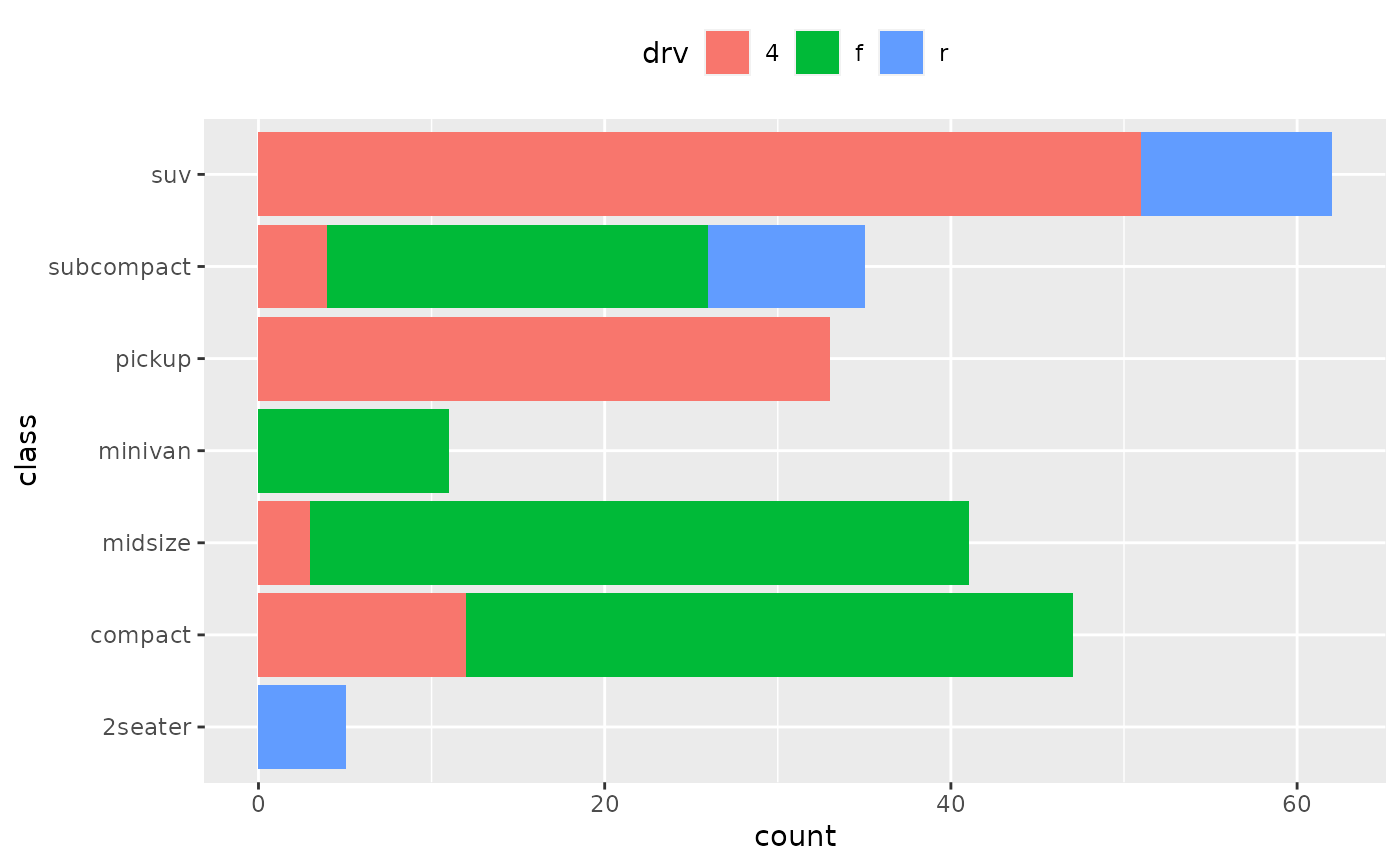 drv 4 f r
suv
subcompact
pickup
minivan
midsize
compact
2seater
class
0 20 40 60
count